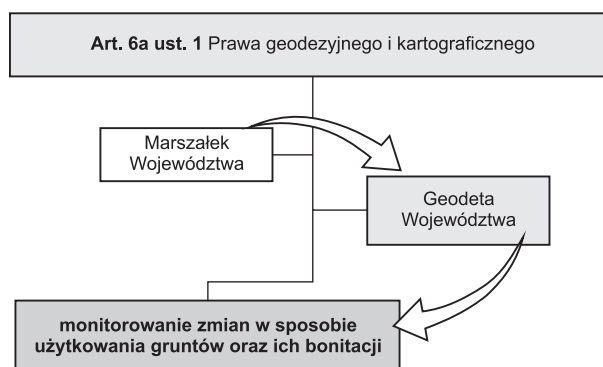 Art. 6a ust. 1 Prawa geodezyjnego i kartograficznego
Marszałek
Województwa
Geodeta
Województwa
monitorowanie zmian w sposobie
użytkowania gruntów oraz ich bonitacji